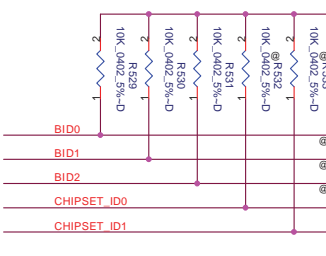 2
2
2
2
2
10K_0402_5%~D
R529
10K_0402_5%~D
R530
10K_0402_5%~D
R531
10K_0402_5%~D
@
R532
10K_0402_5%~D
@
1
1
1
1
1
BID0
@
BID1
@
BID2
@
CHIPSET_ID0
CHIPSET_ID1